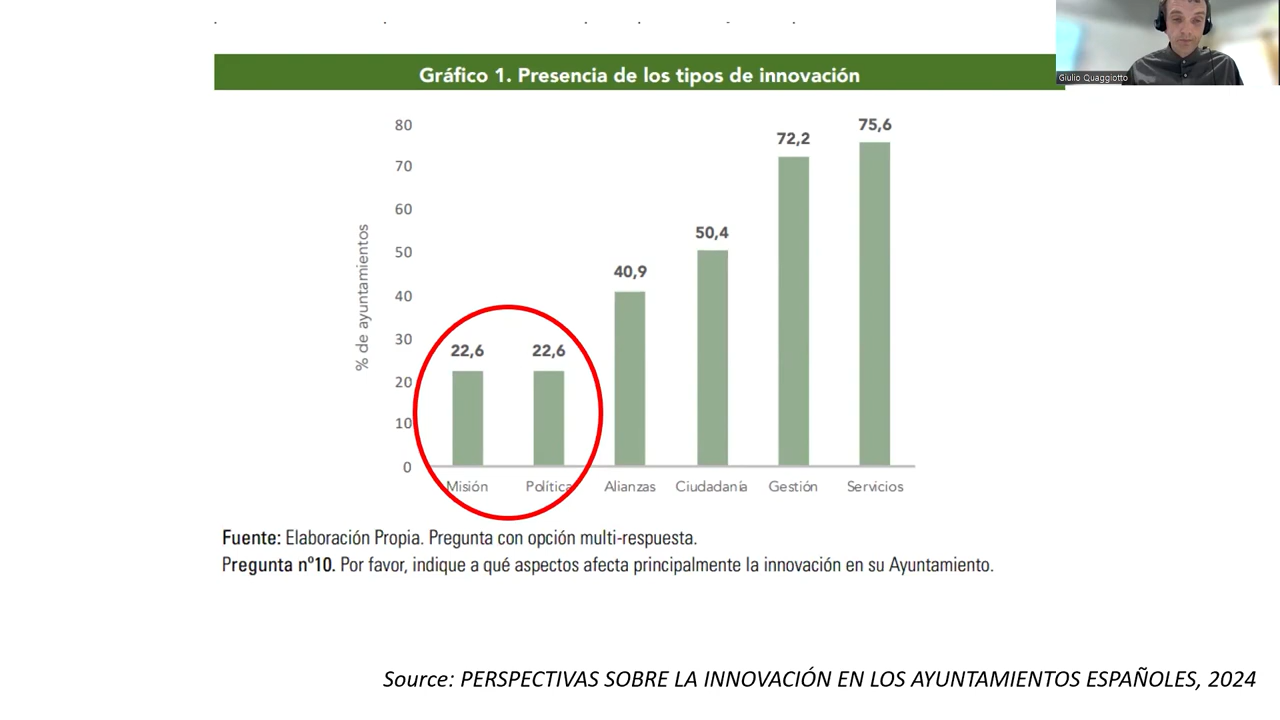 Giulio Quaggiotto
Gráfico 1. Presencia de los tipos de innovación
% de ayuntamientos
80
70
60
50
40
30
20
10
0
22,6
22,6
40,9
50,4
72,2
75,6
Misión
Política
Alianzas
Ciudadanía
Gestión
Servicios
Fuente: Elaboración Propia. Pregunta con opción multi-respuesta.
Pregunta nº10. Por favor, indique a qué aspectos afecta principalmente la innovación en su Ayuntamiento.
Source: PERSPECTIVAS SOBRE LA INNOVACIÓN EN LOS AYUNTAMIENTOS ESPAÑOLES, 2024